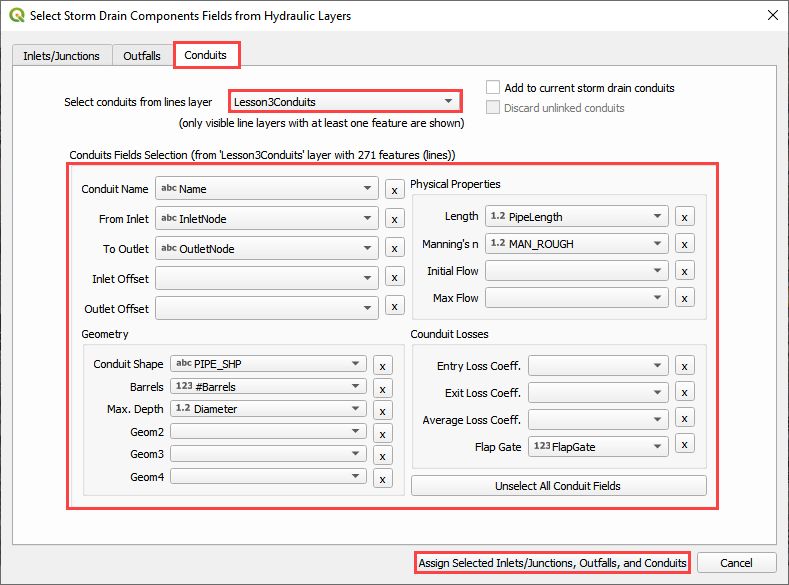 Select Storm Drain Components Fields from Hydraulic Layers
Inlets/Junctions Outfalls Conduits
Select conduits from lines layer Lesson3Conduits
(only visible line layers with at least one feature are shown)
Add to current storm drain conduits
Discard unlinked conduits
Conduits Fields Selection (from 'Lesson3Conduits' layer with 271 features (lines))
Conduit Name abc Name x
From Inlet abc InletNode x
To Outlet abc OutletNode x
Inlet Offset x
Outlet Offset x
Geometry
Conduit Shape abc PIPE_SHP x
Barrels 123 #Barrels x
Max. Depth 1.2 Diameter x
Geom2 x
Geom3 x
Geom4 x
Physical Properties
Length 1.2 PipeLength x
Manning's n 1.2 MAN_ROUGH x
Initial Flow x
Max Flow x
Counduit Losses
Entry Loss Coeff. x
Exit Loss Coeff. x
Average Loss Coeff. x
Flap Gate 123 FlapGate x
Unselect All Conduit Fields
Assign Selected Inlets/Junctions, Outfalls, and Conduits Cancel